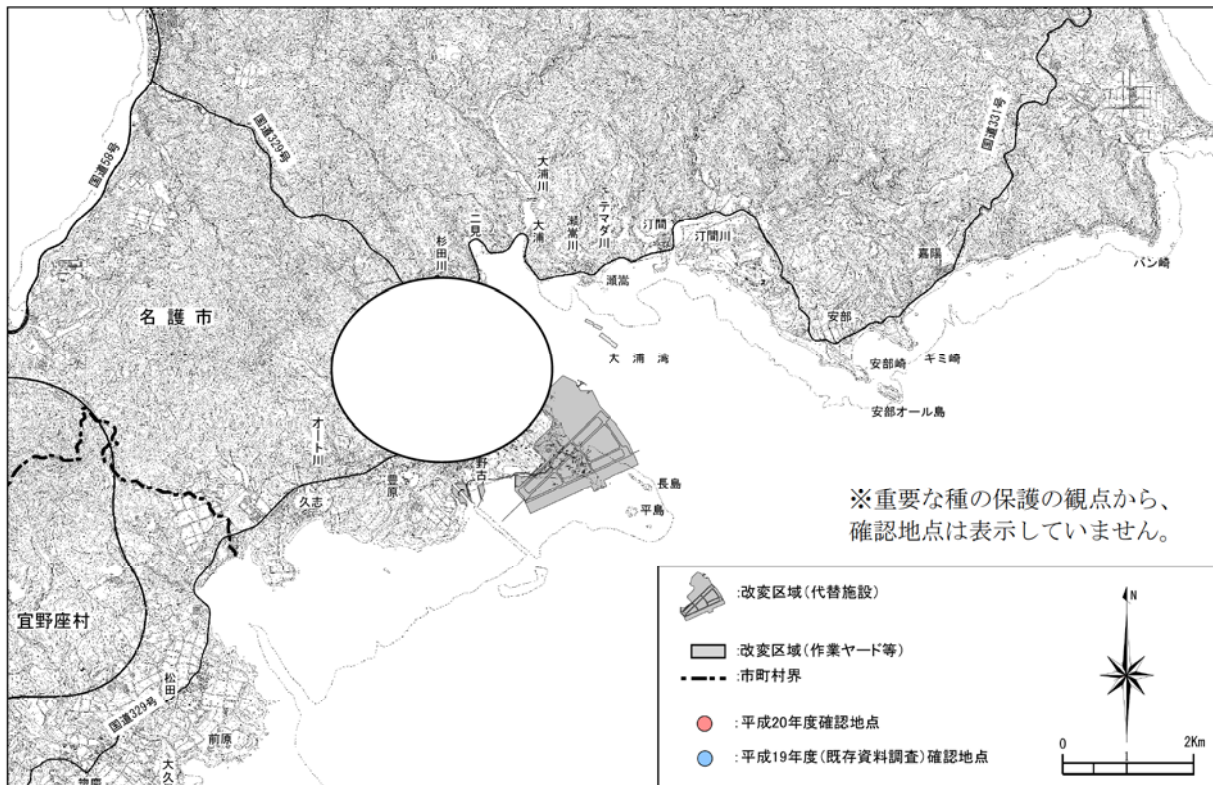 国道58号
国道329号
国道331号
大浦川
二見
大浦
瀬嵩川
テマダ川
汀間
杉田川
汀間川
嘉陽
バン崎
瀬嵩
名護市
安部
大浦湾
安部崎
ギミ崎
安部オール島
オート川
豊原
野古
久志
長島
平島
※重要な種の保護の観点から、
確認地点は表示していません。
宜野座村
松田
国道329号
前原
大久
:改変区域(代替施設)
:改変区域(作業ヤード等)
:市町村界
:平成20年度確認地点
:平成19年度(既存資料調査)確認地点
N
0 2Km